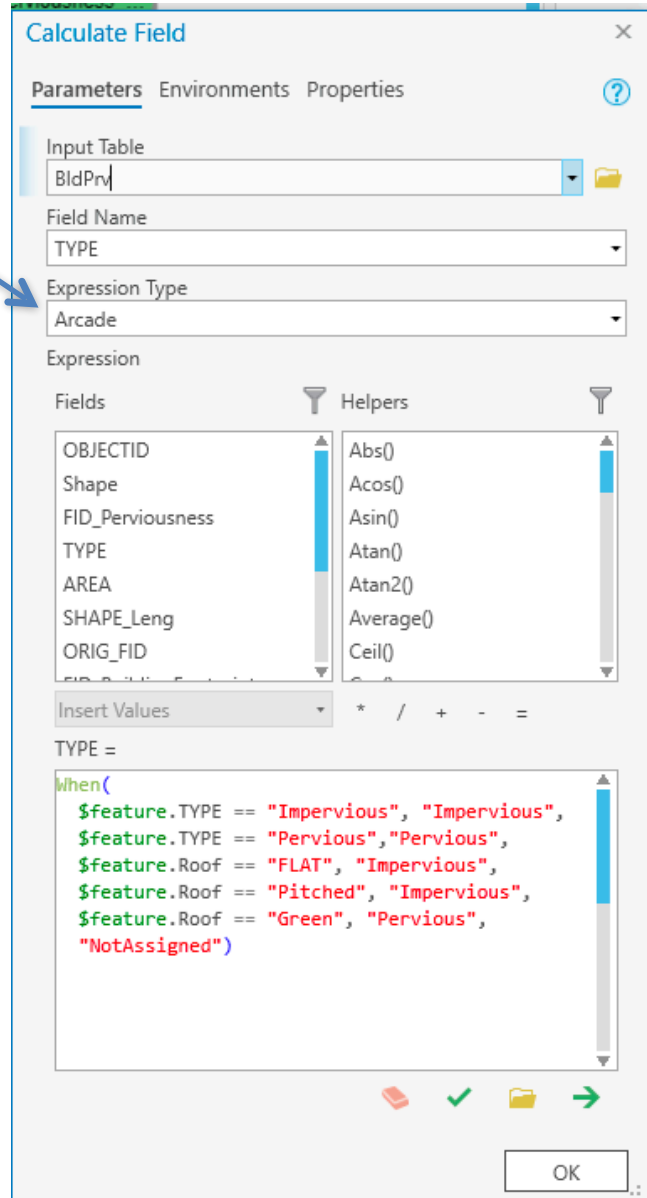 Calculate Field
Parameters Environments Properties
Input Table
BldPrv
Field Name
TYPE
Expression Type
Arcade
Expression
Fields Helpers
OBJECTID Abs()
Shape Acos()
FID_Perviousness Asin()
TYPE Atan()
AREA Atan2()
SHAPE_Leng Average()
ORIG_FID Ceil()
Insert Values * / + - =
TYPE =
When(
$feature.TYPE == "Impervious", "Impervious",
$feature.TYPE == "Pervious","Pervious",
$feature.Roof == "FLAT", "Impervious",
$feature.Roof == "Pitched", "Impervious",
$feature.Roof == "Green", "Pervious",
"NotAssigned")
OK